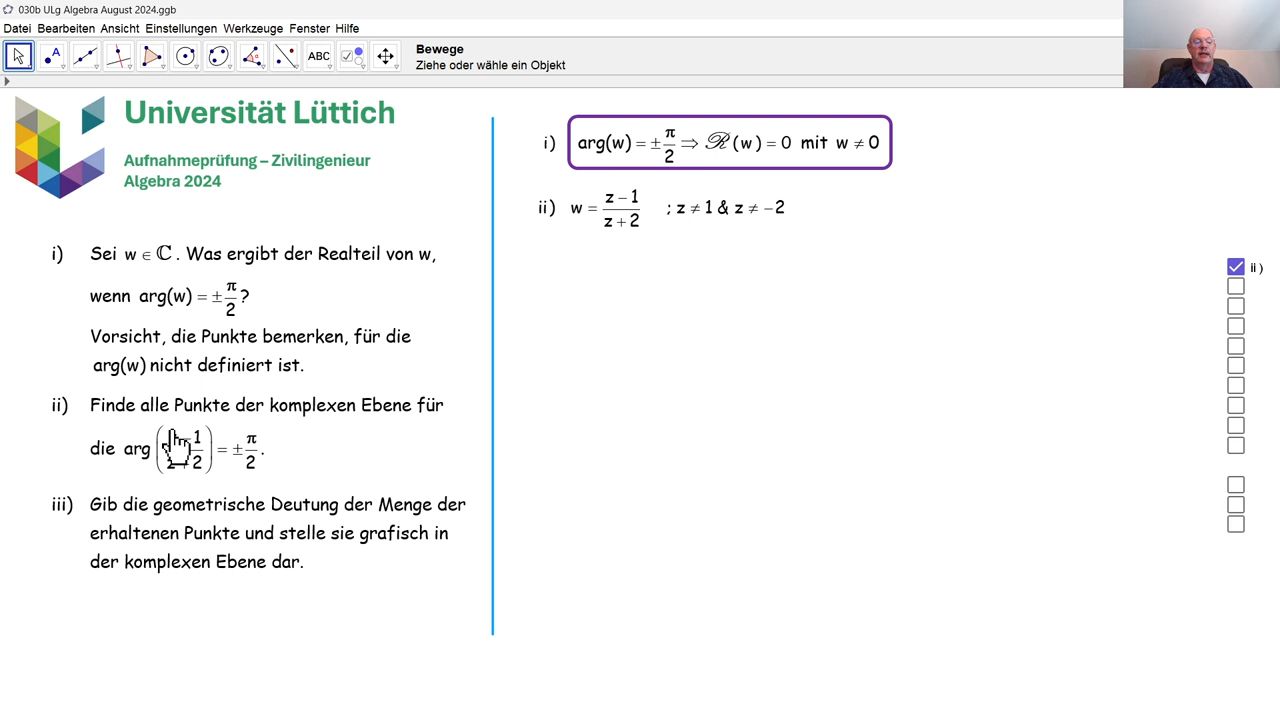 030b ULg Algebra August 2024.ggb
Datei Bearbeiten Ansicht Einstellungen Werkzeuge Fenster Hilfe
A
ABC
Bewege
Ziehe oder wähle ein Objekt
Universität Lüttich
Aufnahmeprüfung – Zivilingenieur
Algebra 2024
i) Sei w ∈ ℂ. Was ergibt der Realteil von w,
wenn arg(w) = ± π/2 ?
Vorsicht, die Punkte bemerken, für die
arg(w) nicht definiert ist.
ii) Finde alle Punkte der komplexen Ebene für
die arg ( 1 / 2 ) = ± π/2 .
iii) Gib die geometrische Deutung der Menge der
erhaltenen Punkte und stelle sie grafisch in
der komplexen Ebene dar.
i) arg(w) = ± π/2 ⇒ ℛ(w) = 0 mit w ≠ 0
ii) w = (z − 1)/(z + 2) ; z ≠ 1 & z ≠ −2
ii)